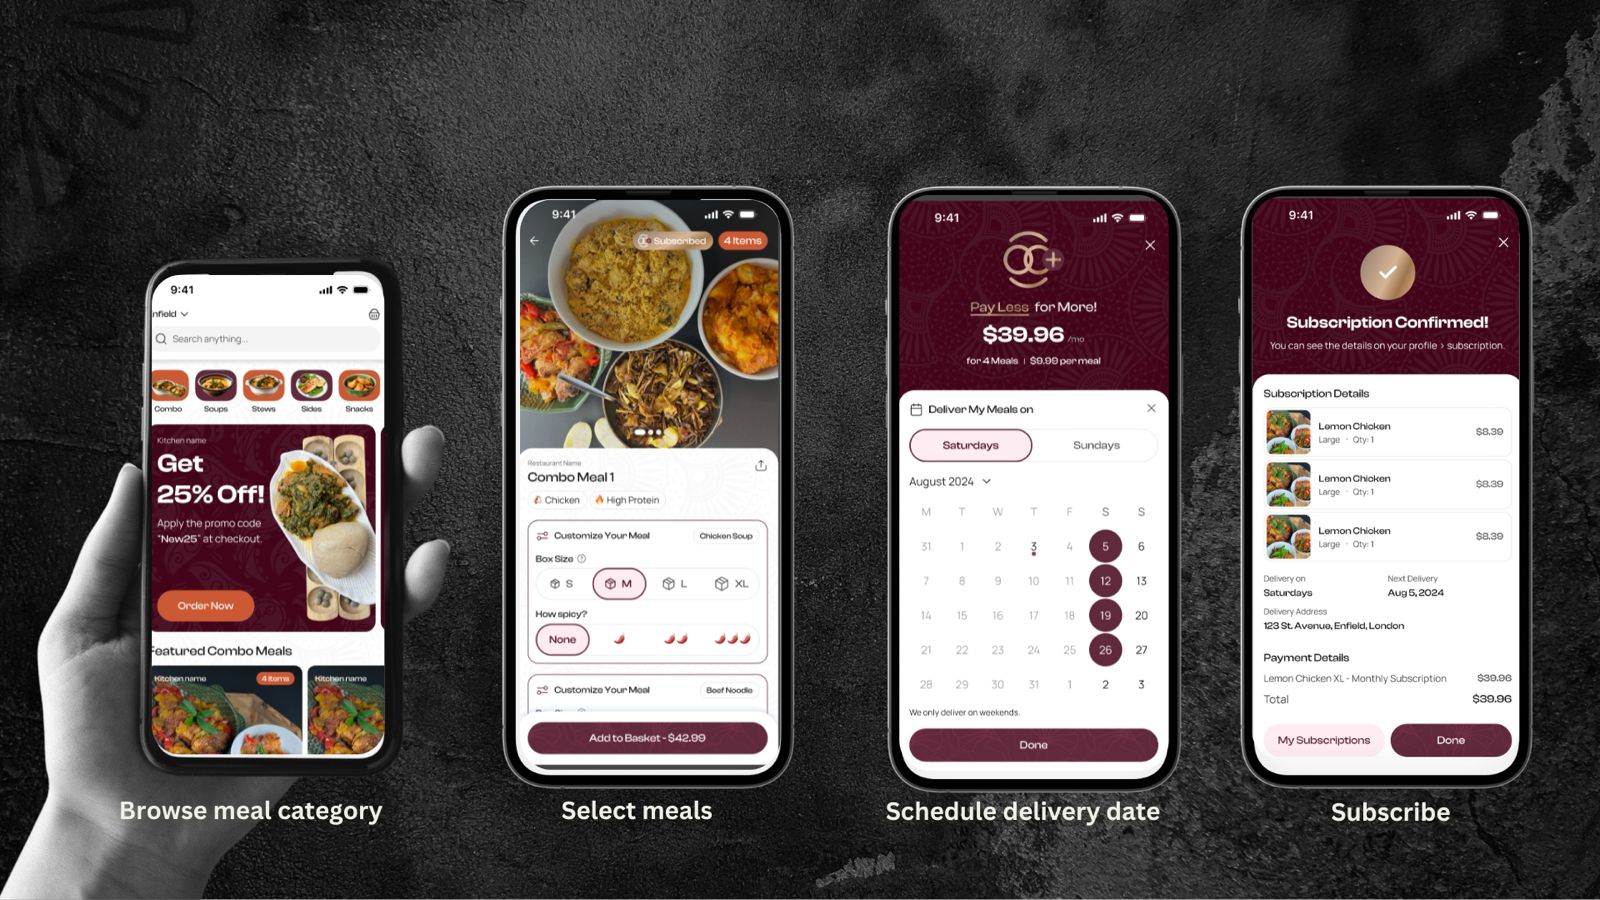 9:41
nfield
Search anything...
Combo Soups Stews Sides Snacks
Kitchen name
Get
25% Off!
Apply the promo code
"New25" at checkout.
Order Now
Featured Combo Meals
Kitchen name 4 Items Kitchen name
Browse meal category
9:41
Subscribed 4 Items
Restaurant Name
Combo Meal 1
Chicken High Protein
Customize Your Meal Chicken Soup
Box Size
S M L XL
How spicy?
None
Customize Your Meal Beef Noodle
Add to Basket - $42.99
Select meals
9:41
Pay Less for More!
$39.96 /mo
for 4 Meals | $9.99 per meal
Deliver My Meals on
Saturdays Sundays
August 2024
M T W T F S S
31 1 2 3 4 5 6
7 8 9 10 11 12 13
14 15 16 17 18 19 20
21 22 23 24 25 26 27
28 29 30 31 1 2 3
We only deliver on weekends.
Done
Schedule delivery date
9:41
Subscription Confirmed!
You can see the details on your profile > subscription.
Subscription Details
Lemon Chicken
Large · Qty: 1 $8.39
Lemon Chicken
Large · Qty: 1 $8.39
Lemon Chicken
Large · Qty: 1 $8.39
Delivery on Next Delivery
Saturdays Aug 5, 2024
Delivery Address
123 St. Avenue, Enfield, London
Payment Details
Lemon Chicken XL - Monthly Subscription $39.96
Total $39.96
My Subscriptions Done
Subscribe